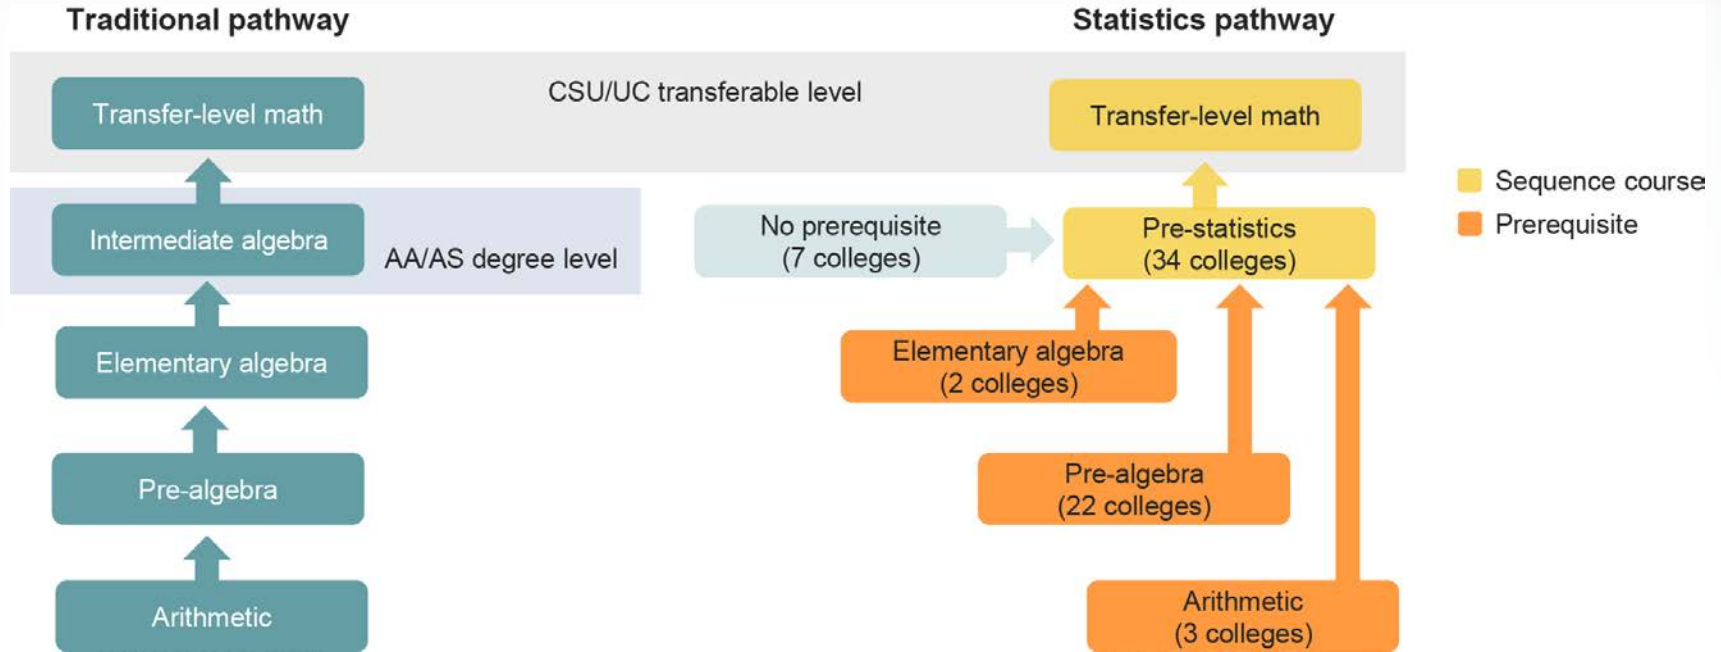 Traditional pathway
Statistics pathway
CSU/UC transferable level
Transfer-level math
Transfer-level math
Sequence course
Prerequisite
Intermediate algebra
AA/AS degree level
No prerequisite
(7 colleges)
Pre-statistics
(34 colleges)
Elementary algebra
Elementary algebra
(2 colleges)
Pre-algebra
Pre-algebra
(22 colleges)
Arithmetic
Arithmetic
(3 colleges)